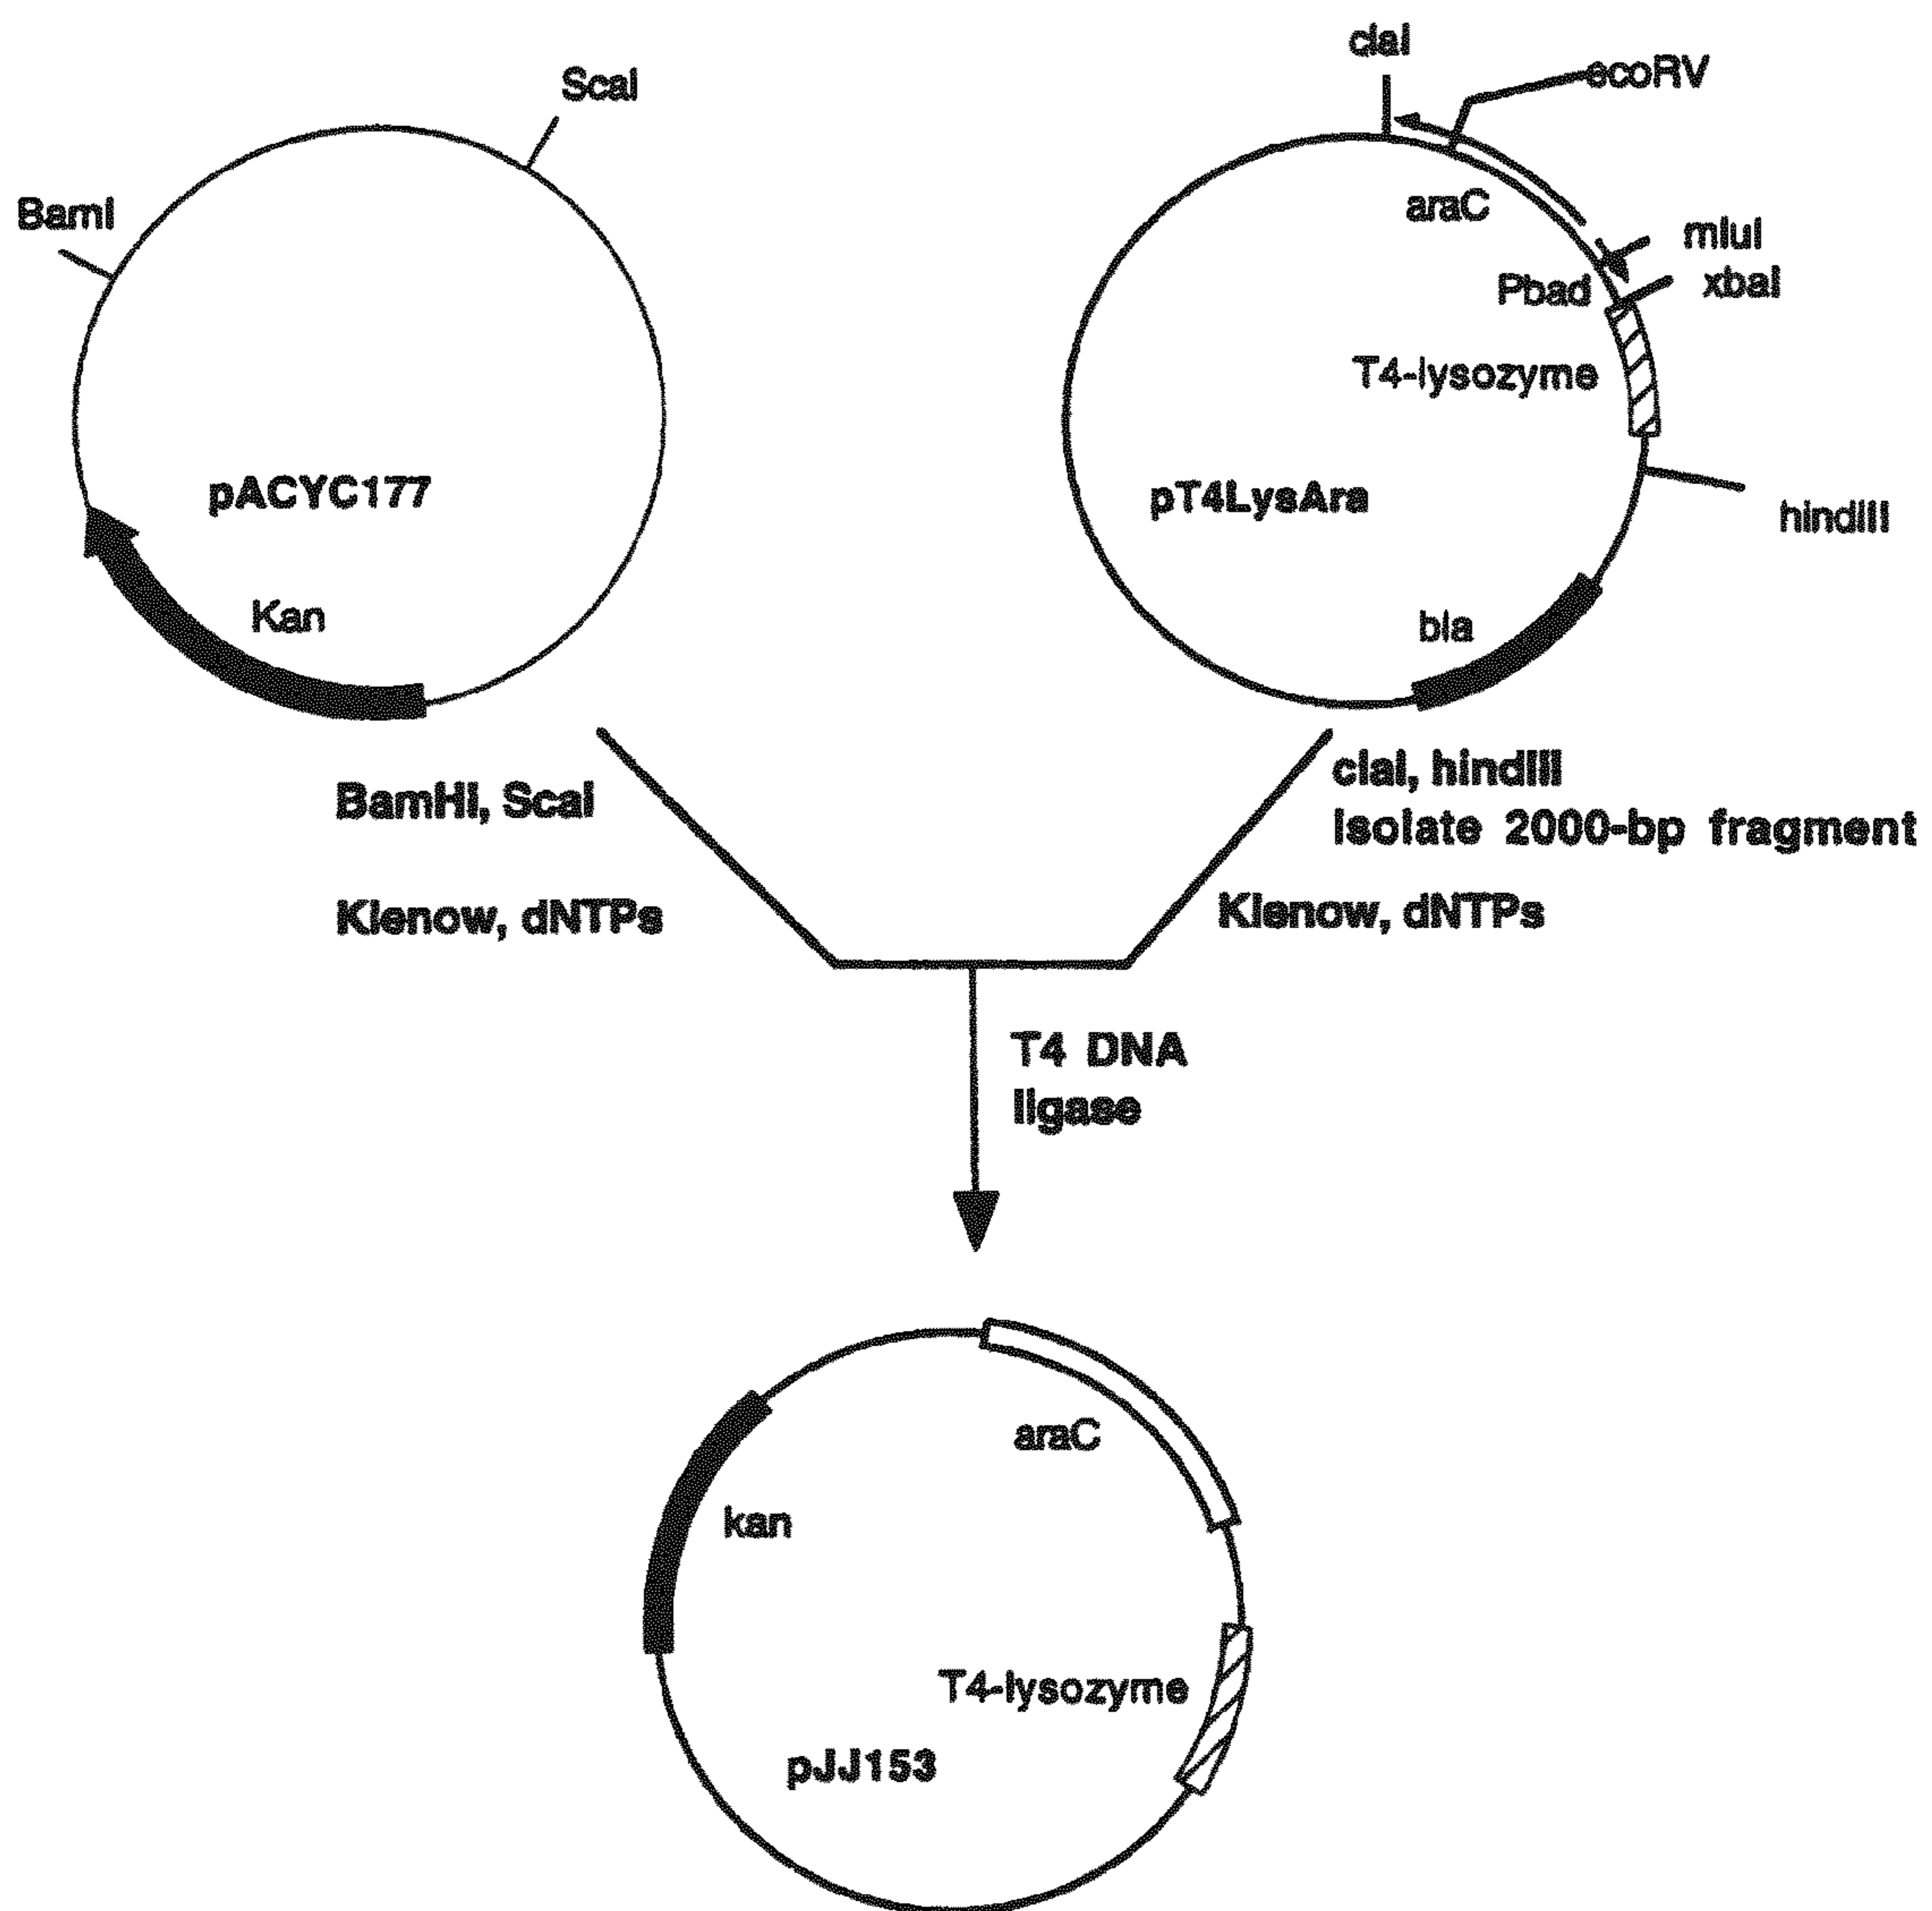 claI
ScaI
ecoRV
BamI
araC
mluI
Pbad
xbaI
T4-lysozyme
pACYC177
pT4LysAra
hindIII
Kan
bla
BamHI, ScaI
Klenow, dNTPs
claI, hindIII
Isolate 2000-bp fragment
Klenow, dNTPs
T4 DNA
ligase
araC
kan
T4-lysozyme
pJJ153